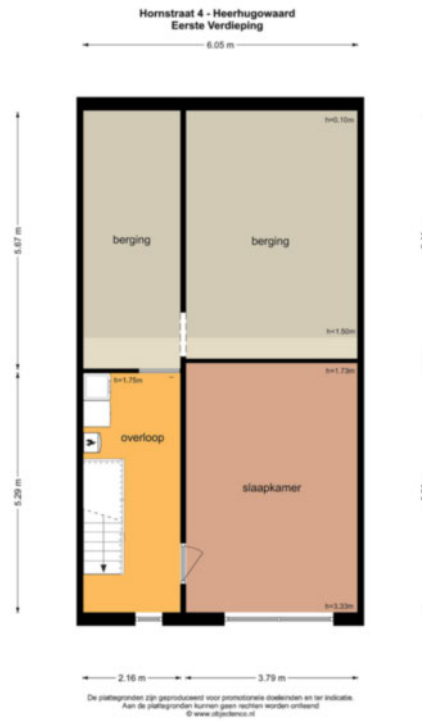 Hornstraat 4 - Heerhugowaard
Eerste Verdieping
6.05 m
h=0,10m
5.67 m
berging
berging
h=1.50m
h=1.75m
h=1.73m
overloop
5.29 m
slaapkamer
h=3.33m
2.16 m
3.79 m
De plattegronden zijn geproduceerd voor promotionele doeleinden en ter indicatie.
Aan de plattegronden kunnen geen rechten worden ontleend
© www.objectenco.nl